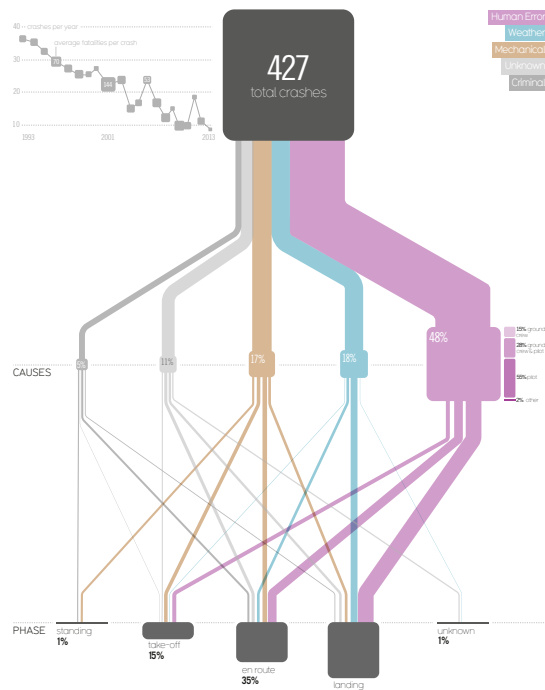 40
crashes per year
average fatalities per crash
30
20
10
1993
2001
2013
427
total crashes
Human Error
Weather
Mechanical
Unknown
Criminal
48%
18%
17%
11%
15% ground
crew
28% ground
crew & pilot
55% pilot
2% other
CAUSES
PHASE
standing
1%
take-off
15%
en route
35%
landing
unknown
1%